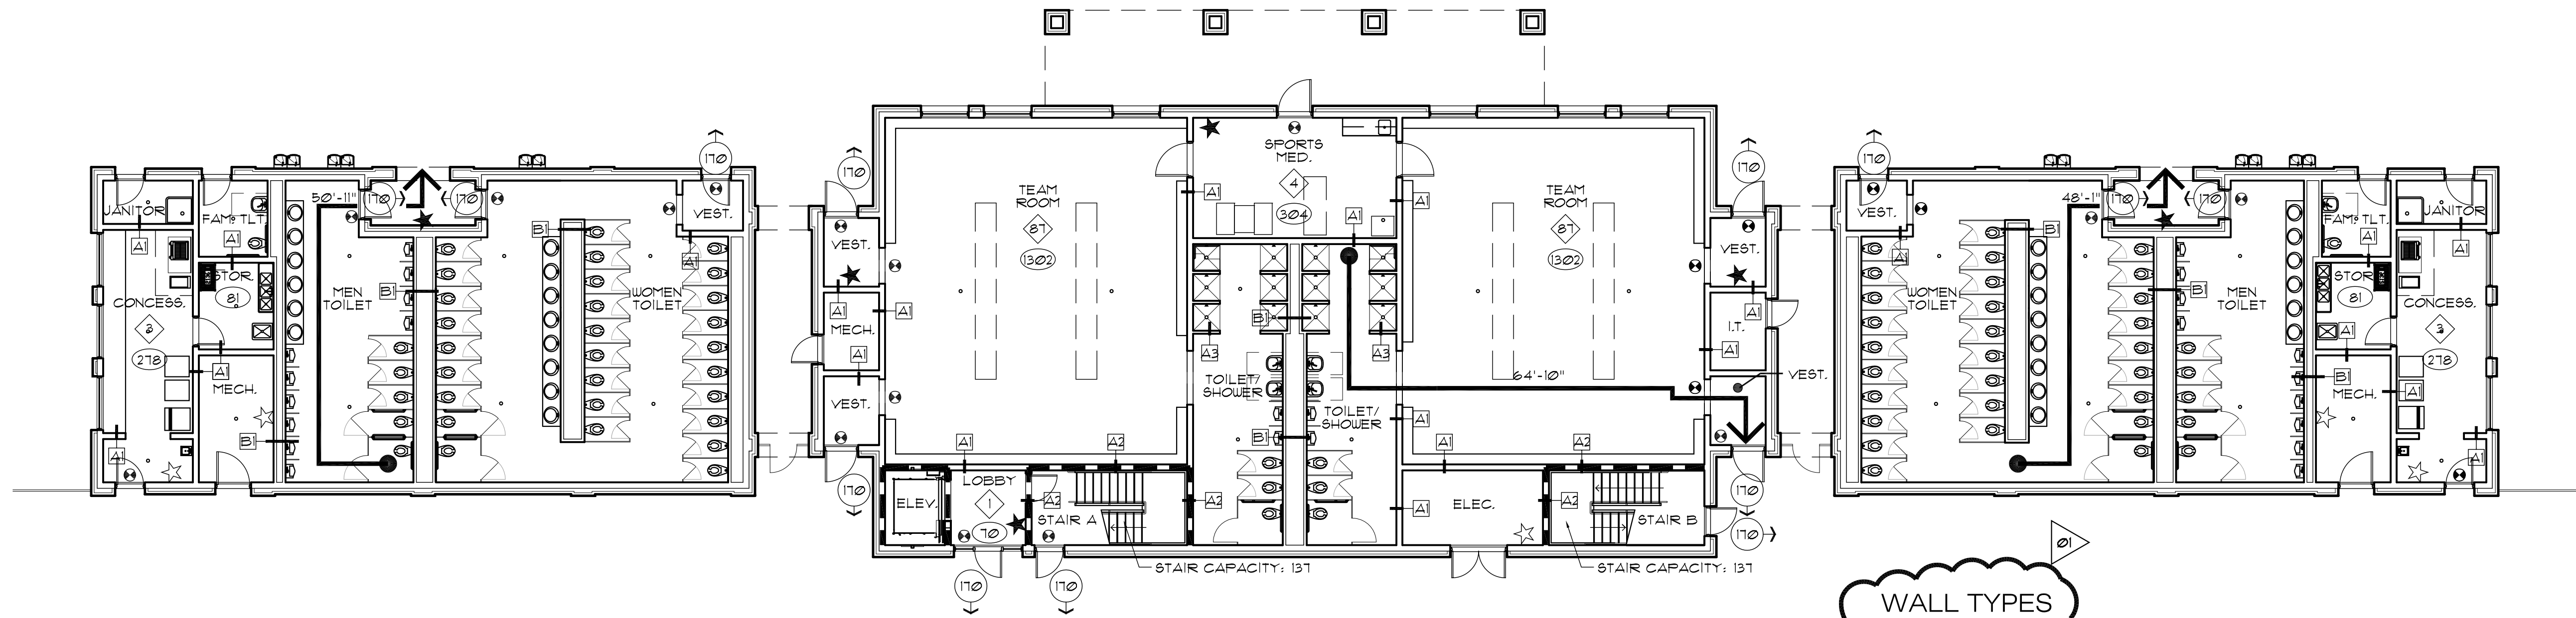 JANITOR
A1
FAM. TLT.
A1
STOR.
81
CONCESS.
3
278
A1
MECH.
A1
B1
50'-11"
170
170
MEN
TOILET
B1
B1
WOMEN
TOILET
A1
VEST.
170
170
VEST.
A1
MECH.
A1
A1
VEST.
170
TEAM
ROOM
87
1302
A1
A2
ELEV.
LOBBY
1
70
A2
STAIR A
A2
STAIR CAPACITY: 137
170
170
SPORTS
MED.
4
304
A1
A1
A1
B1
A3
A3
TOILET/
SHOWER
TOILET/
SHOWER
B1
A1
A1
TEAM
ROOM
87
1302
64'-10"
A1
A2
ELEC.
A2
STAIR B
STAIR CAPACITY: 137
170
VEST.
A1
I.T.
A1
VEST.
170
170
170
VEST.
A1
WOMEN
TOILET
B1
48'-1"
170
170
B1
MEN
TOILET
B1
FAM. TLT.
A1
STOR.
81
A1
MECH.
JANITOR
A1
CONCESS.
3
278
A1
A1
01
WALL TYPES